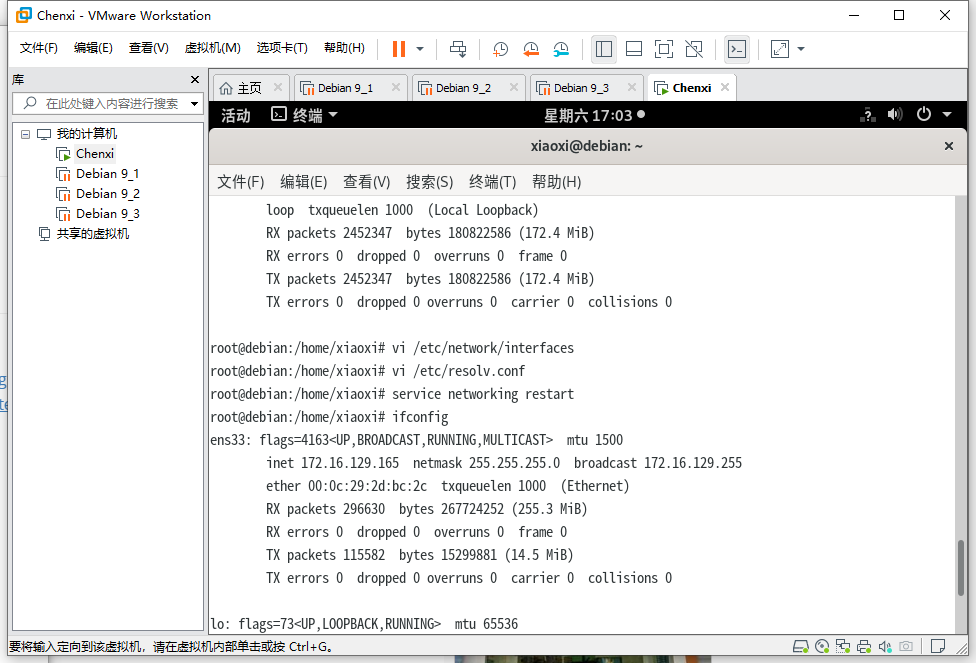 Chenxi - VMware Workstation
文件(F) 编辑(E) 查看(V) 虚拟机(M) 选项卡(T) 帮助(H)
库
在此处键入内容进行搜索
我的计算机
Chenxi
Debian 9_1
Debian 9_2
Debian 9_3
共享的虚拟机
主页 Debian 9_1 Debian 9_2 Debian 9_3 Chenxi
活动 终端 星期六 17:03
xiaoxi@debian: ~
文件(F) 编辑(E) 查看(V) 搜索(S) 终端(T) 帮助(H)
loop  txqueuelen 1000  (Local Loopback)
RX packets 2452347  bytes 180822586 (172.4 MiB)
RX errors 0  dropped 0  overruns 0  frame 0
TX packets 2452347  bytes 180822586 (172.4 MiB)
TX errors 0  dropped 0 overruns 0  carrier 0  collisions 0
root@debian:/home/xiaoxi# vi /etc/network/interfaces
root@debian:/home/xiaoxi# vi /etc/resolv.conf
root@debian:/home/xiaoxi# service networking restart
root@debian:/home/xiaoxi# ifconfig
ens33: flags=4163<UP,BROADCAST,RUNNING,MULTICAST>  mtu 1500
inet 172.16.129.165  netmask 255.255.255.0  broadcast 172.16.129.255
ether 00:0c:29:2d:bc:2c  txqueuelen 1000  (Ethernet)
RX packets 296630  bytes 267724252 (255.3 MiB)
RX errors 0  dropped 0  overruns 0  frame 0
TX packets 115582  bytes 15299881 (14.5 MiB)
TX errors 0  dropped 0 overruns 0  carrier 0  collisions 0
lo: flags=73<UP,LOOPBACK,RUNNING>  mtu 65536
要将输入定向到该虚拟机，请在虚拟机内部单击或按 Ctrl+G。